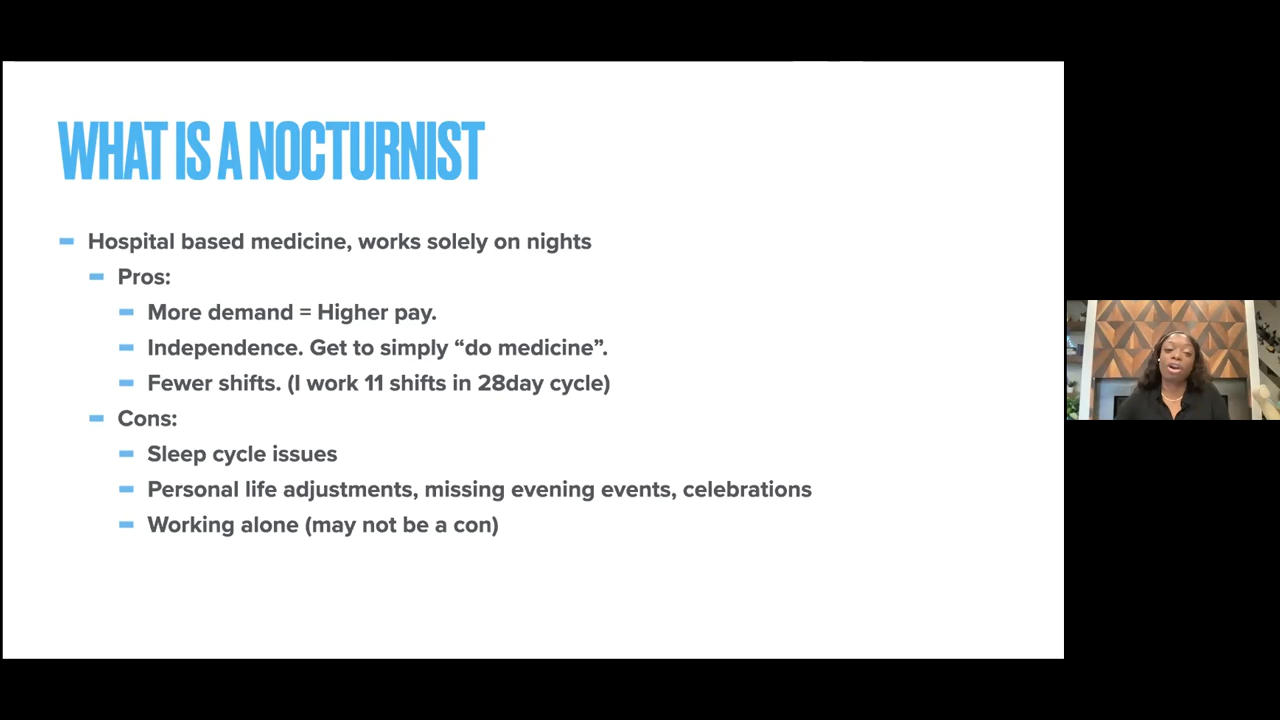 WHAT IS A NOCTURNIST
Hospital based medicine, works solely on nights
Pros:
More demand = Higher pay.
Independence. Get to simply “do medicine”.
Fewer shifts. (I work 11 shifts in 28day cycle)
Cons:
Sleep cycle issues
Personal life adjustments, missing evening events, celebrations
Working alone (may not be a con)